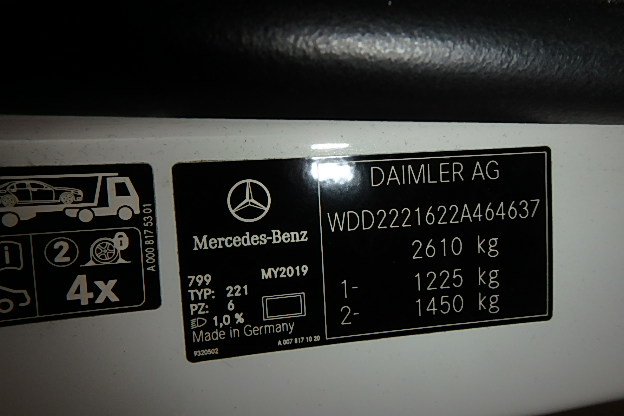 A 000 817 53 01
i
2
4x
Mercedes-Benz
799 MY2019
TYP: 221
PZ: 6
1,0 %
Made in Germany
9320502 A 007 817 10 20
DAIMLER AG
WDD2221622A464637
2610 kg
1- 1225 kg
2- 1450 kg